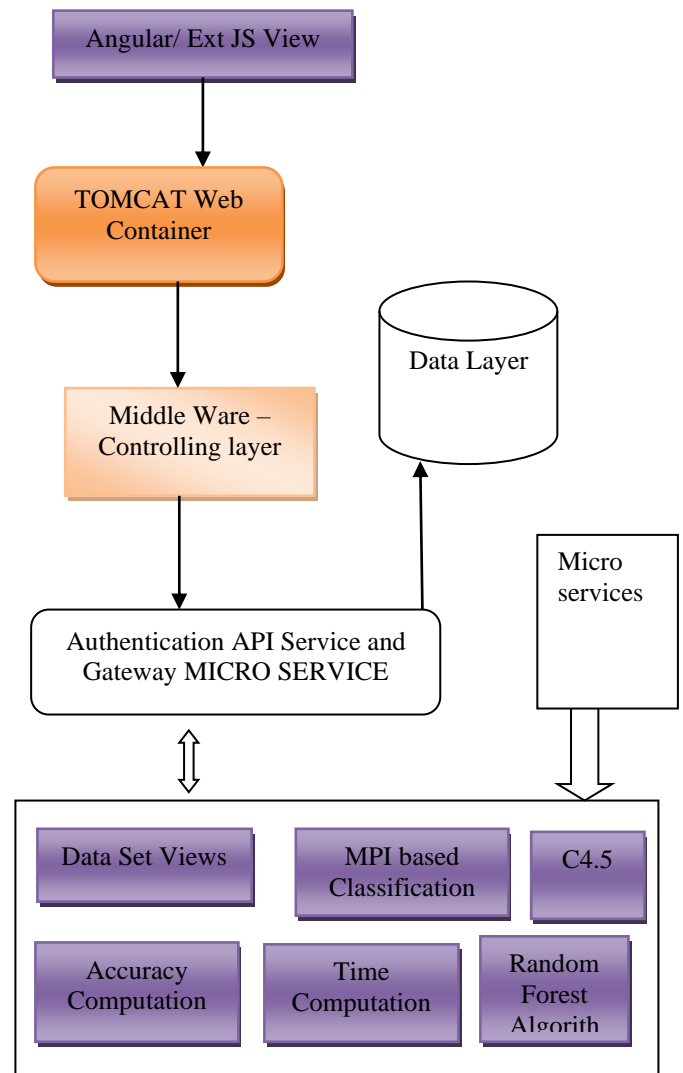 Angular/ Ext JS View
TOMCAT Web
Container
Data Layer
Middle Ware –
Controlling layer
Micro
services
Authentication API Service and
Gateway MICRO SERVICE
Data Set Views
MPI based
Classification
C4.5
Accuracy
Computation
Time
Computation
Random
Forest
Algorith